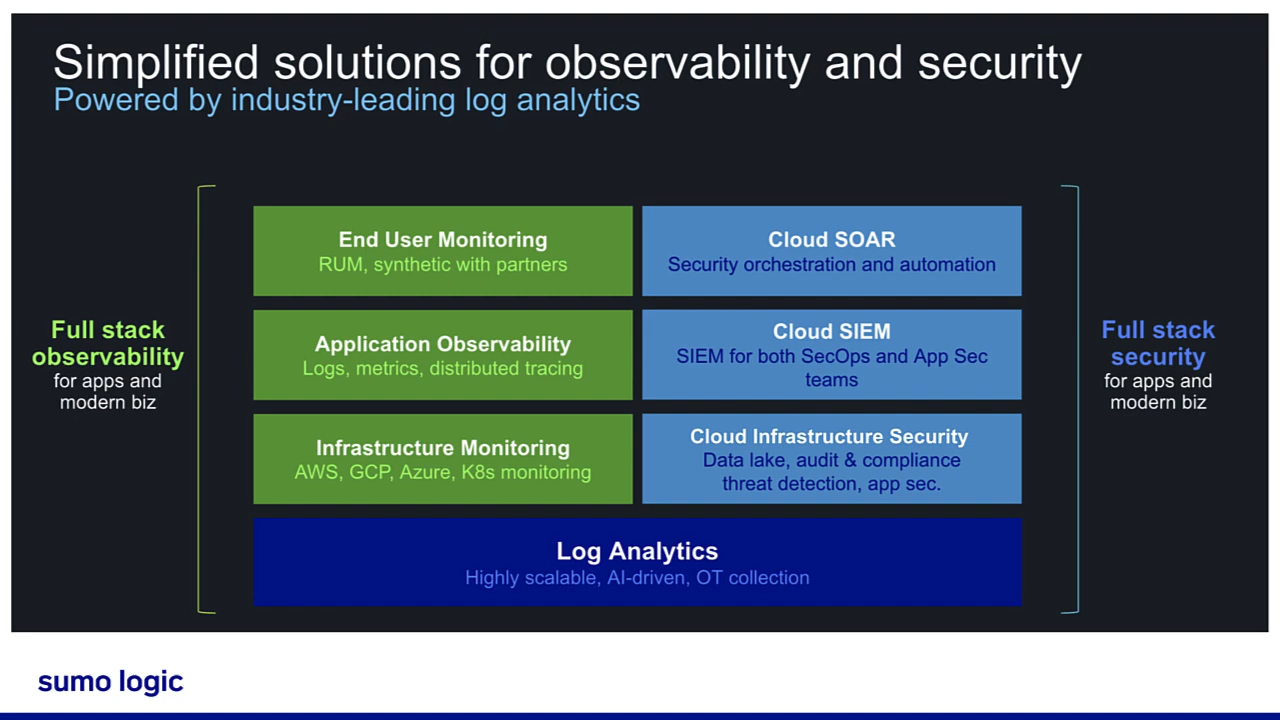 Simplified solutions for observability and security
Powered by industry-leading log analytics
Full stack
observability
for apps and
modern biz
End User Monitoring
RUM, synthetic with partners
Cloud SOAR
Security orchestration and automation
Application Observability
Logs, metrics, distributed tracing
Cloud SIEM
SIEM for both SecOps and App Sec
teams
Infrastructure Monitoring
AWS, GCP, Azure, K8s monitoring
Cloud Infrastructure Security
Data lake, audit & compliance
threat detection, app sec.
Log Analytics
Highly scalable, AI-driven, OT collection
Full stack
security
for apps and
modern biz
sumo logic